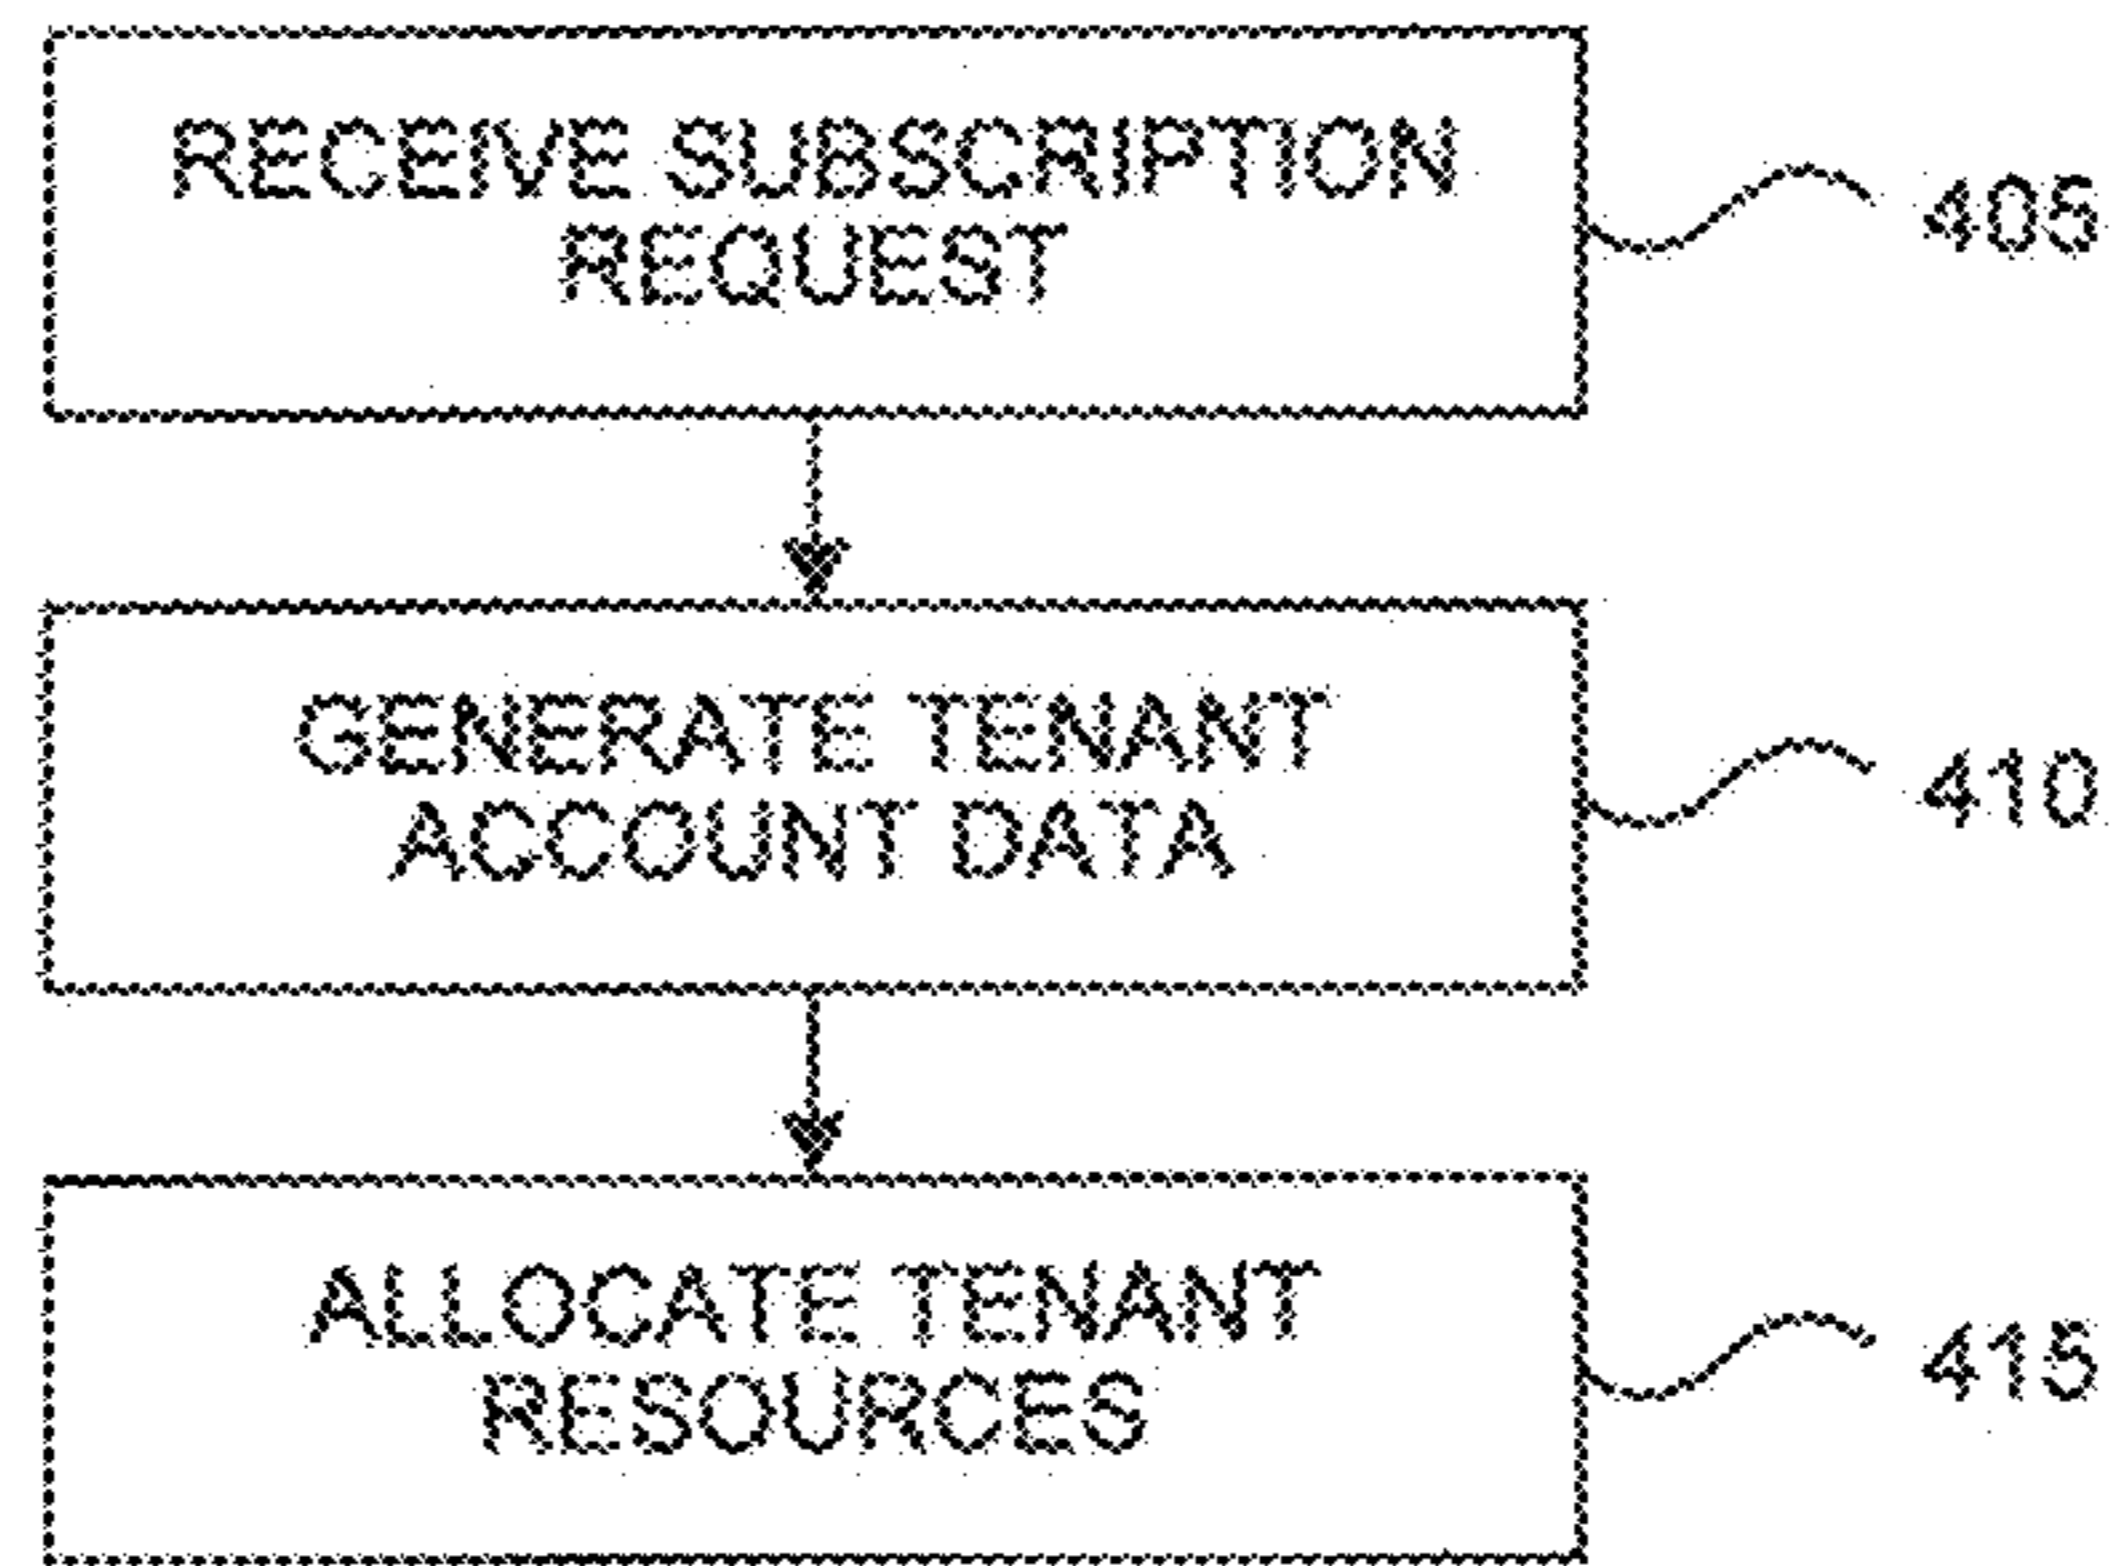 RECEIVE SUBSCRIPTION
REQUEST
405
GENERATE TENANT
ACCOUNT DATA
410
ALLOCATE TENANT
RESOURCES
415